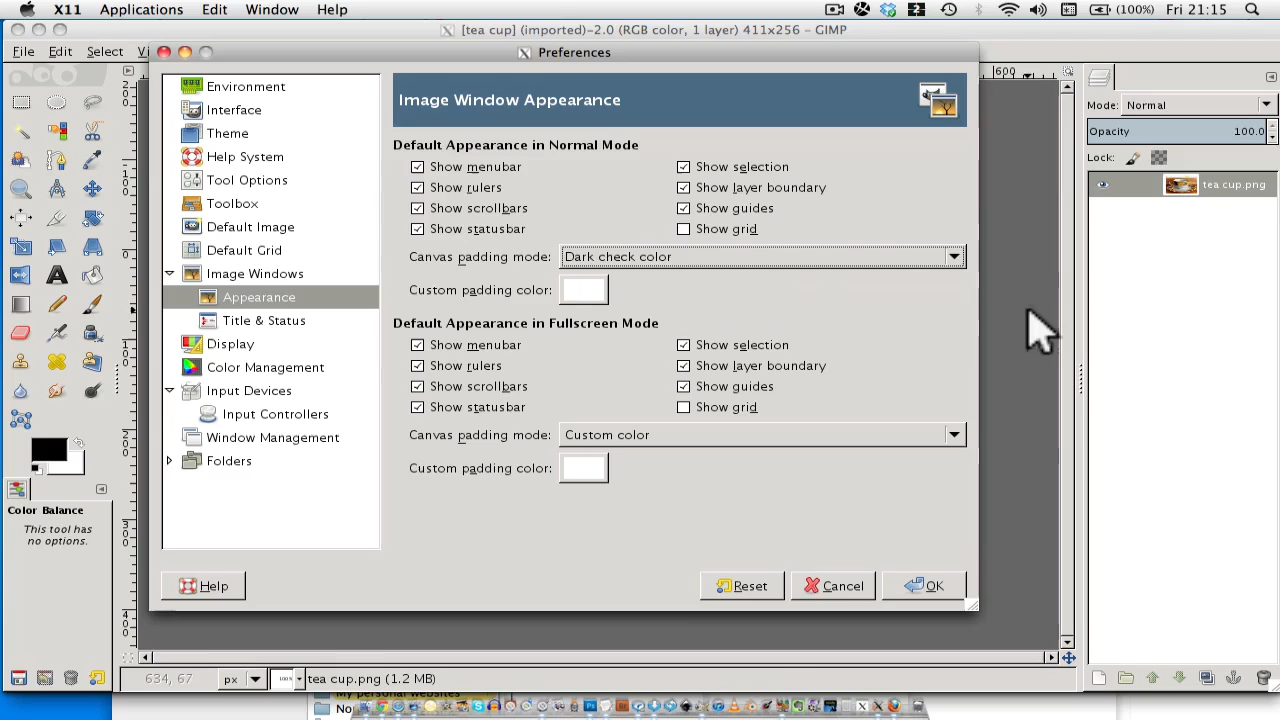 X11 Applications Edit Window Help (100%) Fri 21:15
[tea cup] (imported)-2.0 (RGB color, 1 layer) 411x256 – GIMP
File Edit Select Vi
Preferences
Environment
Interface
Theme
Help System
Tool Options
Toolbox
Default Image
Default Grid
Image Windows
Appearance
Title & Status
Display
Color Management
Input Devices
Input Controllers
Window Management
Folders
Image Window Appearance
Default Appearance in Normal Mode
Show menubar Show selection
Show rulers Show layer boundary
Show scrollbars Show guides
Show statusbar Show grid
Canvas padding mode: Dark check color
Custom padding color:
Default Appearance in Fullscreen Mode
Show menubar Show selection
Show rulers Show layer boundary
Show scrollbars Show guides
Show statusbar Show grid
Canvas padding mode: Custom color
Custom padding color:
Help Reset Cancel OK
600
Mode: Normal
Opacity 100.0
Lock:
tea cup.png
Color Balance
This tool has
no options.
634, 67 px 100% tea cup.png (1.2 MB)
My personal websites
No